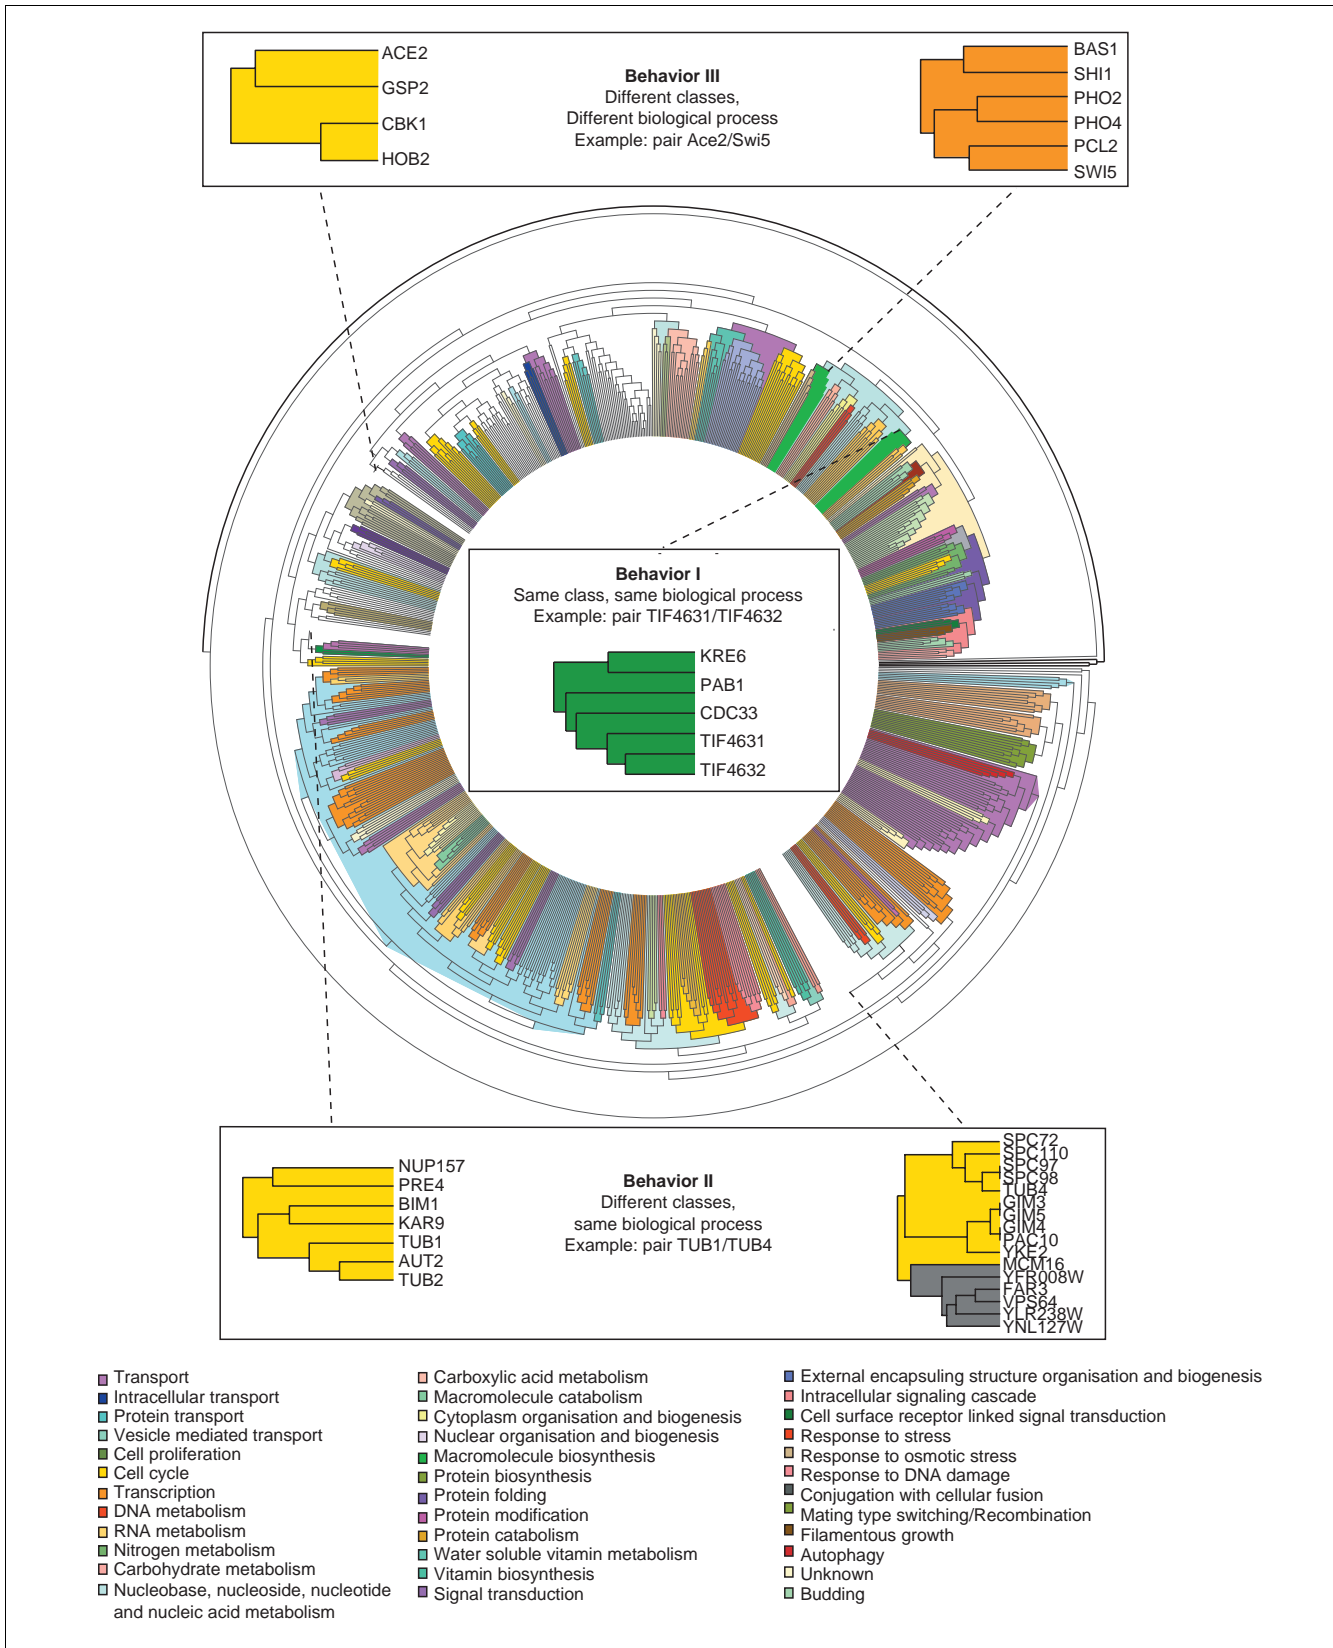 ACE2
GSP2
CBK1
HOB2
Behavior III
Different classes,
Different biological process
Example: pair Ace2/Swi5
BAS1
SHI1
PHO2
PHO4
PCL2
SWI5
Behavior I
Same class, same biological process
Example: pair TIF4631/TIF4632
KRE6
PAB1
CDC33
TIF4631
TIF4632
NUP157
PRE4
BIM1
KAR9
TUB1
AUT2
TUB2
Behavior II
Different classes,
same biological process
Example: pair TUB1/TUB4
SPC72
SPC110
SPC97
SPC98
TUB4
GIM3
GIM5
GIM4
PAC10
YKE2
MCM16
YFR008W
FAR3
VPS64
YLR238W
YNL127W
Transport
Intracellular transport
Protein transport
Vesicle mediated transport
Cell proliferation
Cell cycle
Transcription
DNA metabolism
RNA metabolism
Nitrogen metabolism
Carbohydrate metabolism
Nucleobase, nucleoside, nucleotide
and nucleic acid metabolism
Carboxylic acid metabolism
Macromolecule catabolism
Cytoplasm organisation and biogenesis
Nuclear organisation and biogenesis
Macromolecule biosynthesis
Protein biosynthesis
Protein folding
Protein modification
Protein catabolism
Water soluble vitamin metabolism
Vitamin biosynthesis
Signal transduction
External encapsuling structure organisation and biogenesis
Intracellular signaling cascade
Cell surface receptor linked signal transduction
Response to stress
Response to osmotic stress
Response to DNA damage
Conjugation with cellular fusion
Mating type switching/Recombination
Filamentous growth
Autophagy
Unknown
Budding